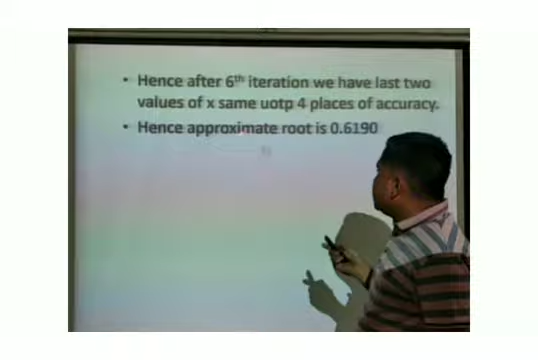 • Hence after 6th iteration we have last two
values of x same uotp 4 places of accuracy.
• Hence approximate root is 0.6190